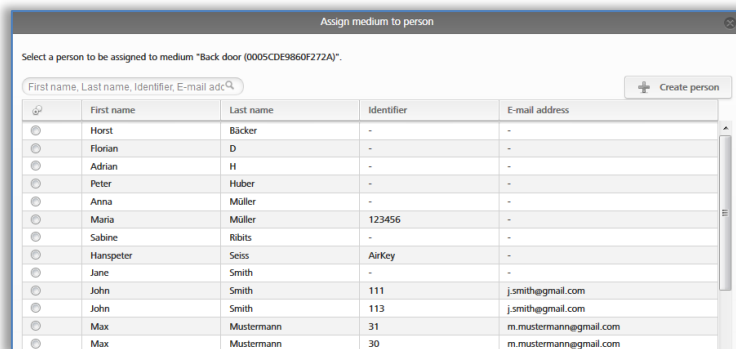 Assign medium to person
Select a person to be assigned to medium "Back door (0005CDE9860F272A)".
First name, Last name, Identifier, E-mail adc
Create person
First name Last name Identifier E-mail address
Horst Bäcker - -
Florian D - -
Adrian H - -
Peter Huber - -
Anna Müller - -
Maria Müller 123456 -
Sabine Ribits - -
Hanspeter Seiss AirKey -
Jane Smith - -
John Smith 111 j.smith@gmail.com
John Smith 113 j.smith@gmail.com
Max Mustermann 31 m.mustermann@gmail.com
Max Mustermann 30 m.mustermann@gmail.com